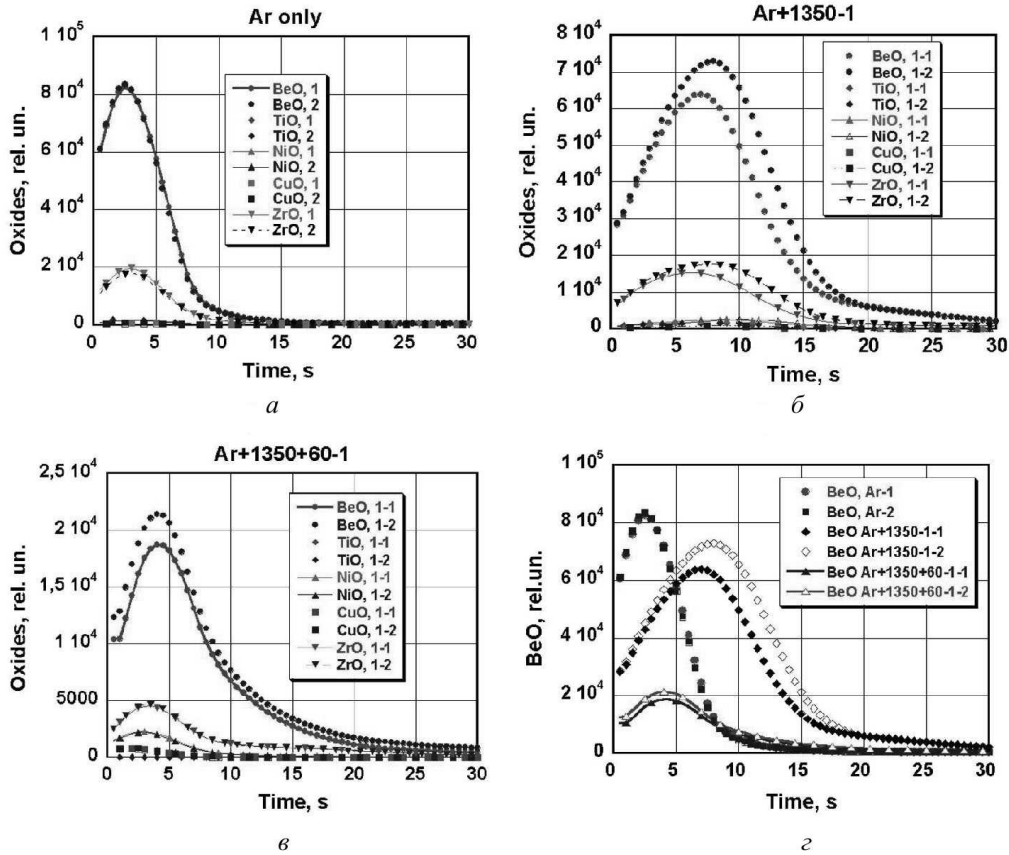 Ar only
1 10⁵
8 10⁴
6 10⁴
4 10⁴
2 10⁴
0
Oxides, rel. un.
BeO, 1
BeO, 2
TiO, 1
TiO, 2
NiO, 1
NiO, 2
CuO, 1
CuO, 2
ZrO, 1
ZrO, 2
0 5 10 15 20 25 30
Time, s
а
Ar+1350-1
8 10⁴
7 10⁴
6 10⁴
5 10⁴
4 10⁴
3 10⁴
2 10⁴
1 10⁴
0
Oxides, rel. un.
BeO, 1-1
BeO, 1-2
TiO, 1-1
TiO, 1-2
NiO, 1-1
NiO, 1-2
CuO, 1-1
CuO, 1-2
ZrO, 1-1
ZrO, 1-2
0 5 10 15 20 25 30
Time, s
б
Ar+1350+60-1
2,5 10⁴
2 10⁴
1,5 10⁴
1 10⁴
5000
0
Oxides, rel.un.
BeO, 1-1
BeO, 1-2
TiO, 1-1
TiO, 1-2
NiO, 1-1
NiO, 1-2
CuO, 1-1
CuO, 1-2
ZrO, 1-1
ZrO, 1-2
0 5 10 15 20 25 30
Time, s
в
1 10⁵
8 10⁴
6 10⁴
4 10⁴
2 10⁴
0
BeO, rel.un.
BeO, Ar-1
BeO, Ar-2
BeO Ar+1350-1-1
BeO Ar+1350-1-2
BeO Ar+1350+60-1-1
BeO Ar+1350+60-1-2
0 5 10 15 20 25 30
Time, s
г